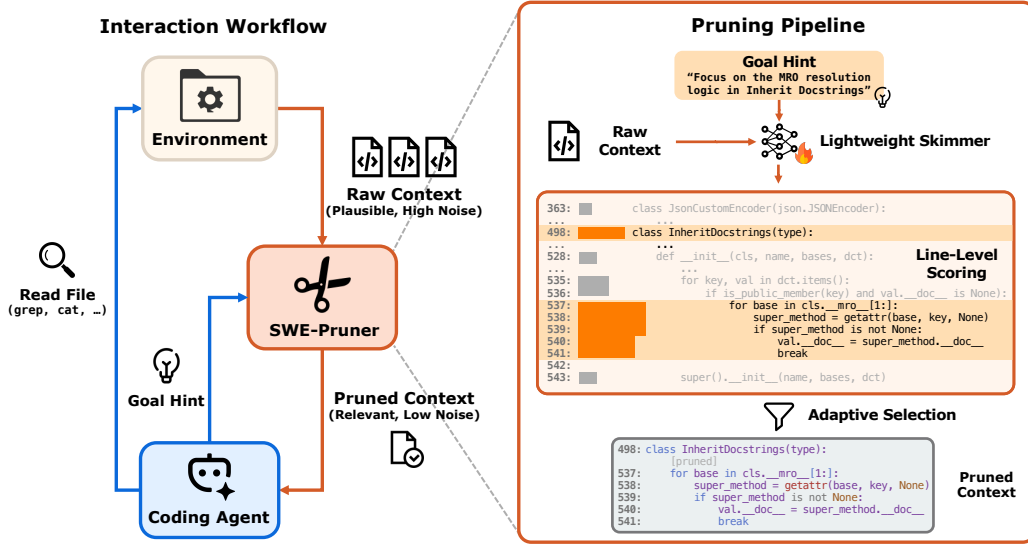 Interaction Workflow
Environment
Raw Context
(Plausible, High Noise)
Read File
(grep, cat, …)
SWE-Pruner
Goal Hint
Pruned Context
(Relevant, Low Noise)
Coding Agent
Pruning Pipeline
Goal Hint
“Focus on the MRO resolution
logic in Inherit Docstrings”
Raw
Context
Lightweight Skimmer
363: class JsonCustomEncoder(json.JSONEncoder):
... ...
498: class InheritDocstrings(type):
... ...
528: def __init__(cls, name, bases, dct):
... ...
535: for key, val in dct.items():
536: if is_public_member(key) and val.__doc__ is None):
537: for base in cls.__mro__[1:]:
538: super_method = getattr(base, key, None)
539: if super_method is not None:
540: val.__doc__ = super_method.__doc__
541: break
542:
543: super().__init__(name, bases, dct)
Line-Level
Scoring
Adaptive Selection
498: class InheritDocstrings(type):
[pruned]
537: for base in cls.__mro__[1:]:
538: super_method = getattr(base, key, None)
539: if super_method is not None:
540: val.__doc__ = super_method.__doc__
541: break
Pruned
Context